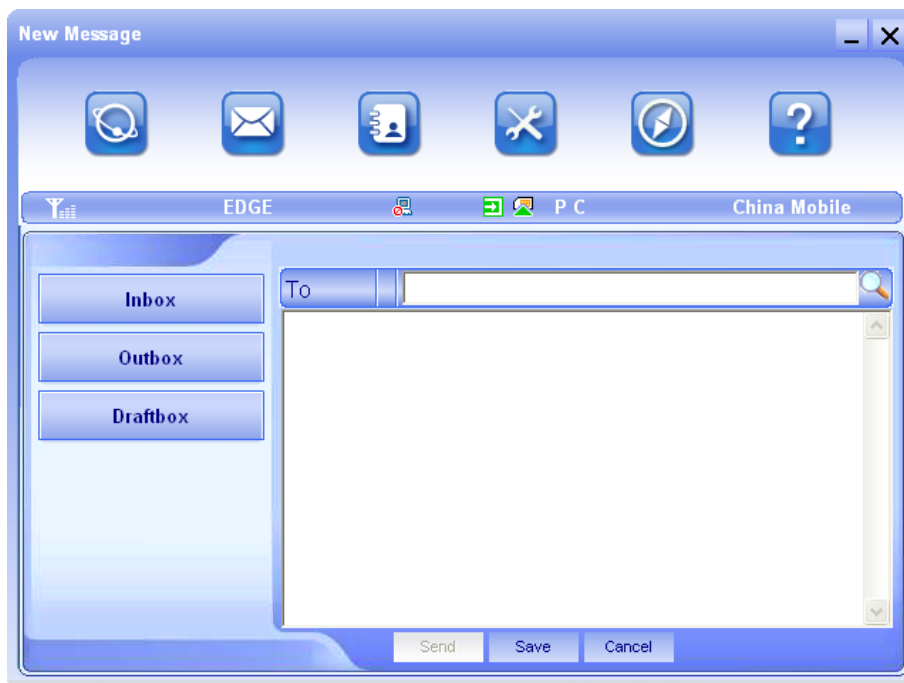 New Message
EDGE P C China Mobile
Inbox
Outbox
Draftbox
To
Send Save Cancel